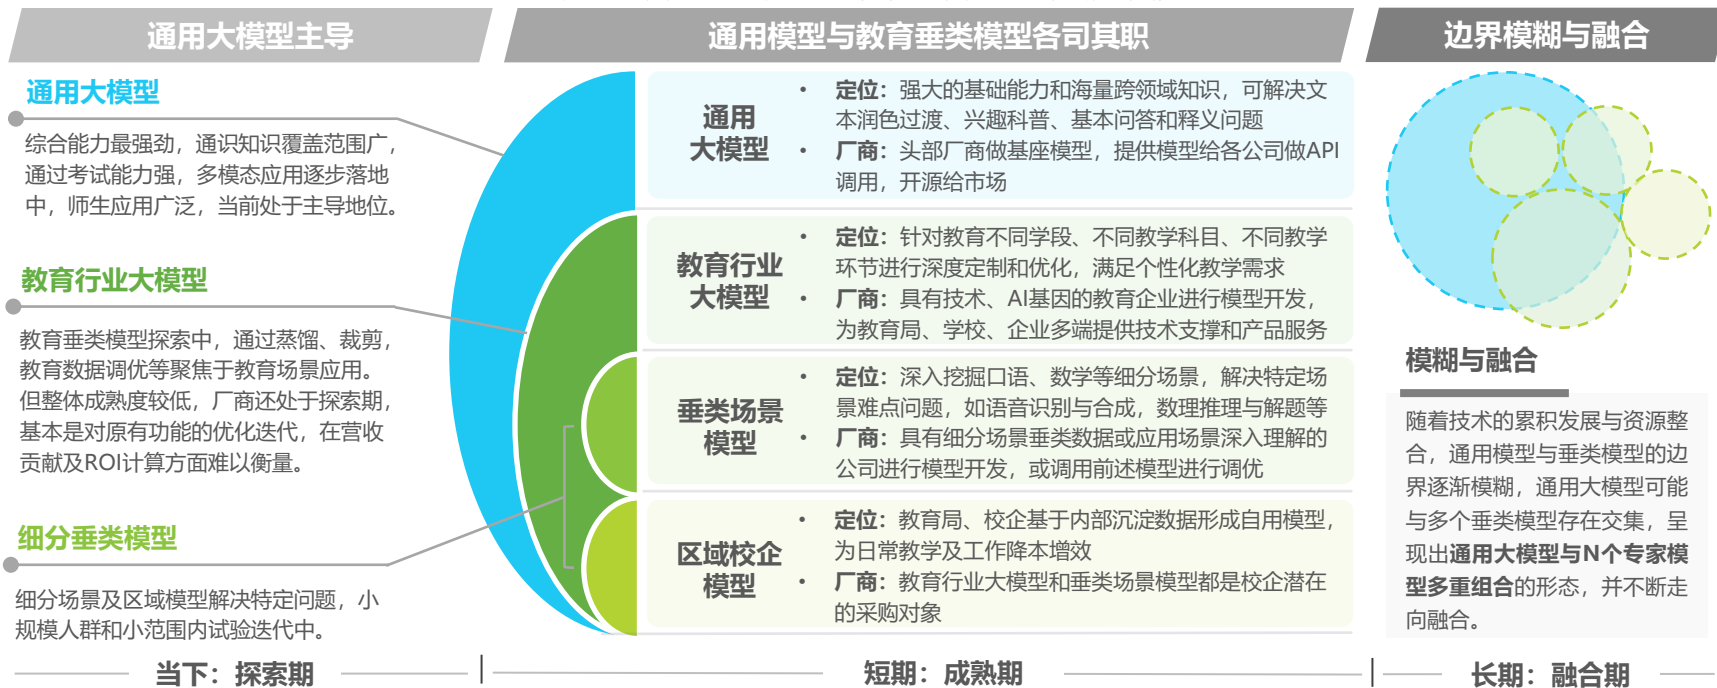 通用大模型主导
通用模型与教育垂类模型各司其职
边界模糊与融合
通用大模型
综合能力最强劲，通识知识覆盖范围广，
通过考试能力强，多模态应用逐步落地
中，师生应用广泛，当前处于主导地位。
教育行业大模型
教育垂类模型探索中，通过蒸馏、裁剪，
教育数据调优等聚焦于教育场景应用。
但整体成熟度较低，厂商还处于探索期，
基本是对原有功能的优化迭代，在营收
贡献及ROI计算方面难以衡量。
细分垂类模型
细分场景及区域模型解决特定问题，小
规模人群和小范围内试验迭代中。
通用
大模型
• 定位：强大的基础能力和海量跨领域知识，可解决文
本润色过渡、兴趣科普、基本问答和释义问题
• 厂商：头部厂商做基座模型，提供模型给各公司做API
调用，开源给市场
教育行业
大模型
• 定位：针对教育不同学段、不同教学科目、不同教学
环节进行深度定制和优化，满足个性化教学需求
• 厂商：具有技术、AI基因的教育企业进行模型开发，
为教育局、学校、企业多端提供技术支撑和产品服务
垂类场景
模型
• 定位：深入挖掘口语、数学等细分场景，解决特定场
景难点问题，如语音识别与合成，数理推理与解题等
• 厂商：具有细分场景垂类数据或应用场景深入理解的
公司进行模型开发，或调用前述模型进行调优
区域校企
模型
• 定位：教育局、校企基于内部沉淀数据形成自用模型，
为日常教学及工作降本增效
• 厂商：教育行业大模型和垂类场景模型都是校企潜在
的采购对象
模糊与融合
随着技术的累积发展与资源整
合，通用模型与垂类模型的边
界逐渐模糊，通用大模型可能
与多个垂类模型存在交集，呈
现出通用大模型与N个专家模
型多重组合的形态，并不断走
向融合。
当下：探索期
短期：成熟期
长期：融合期